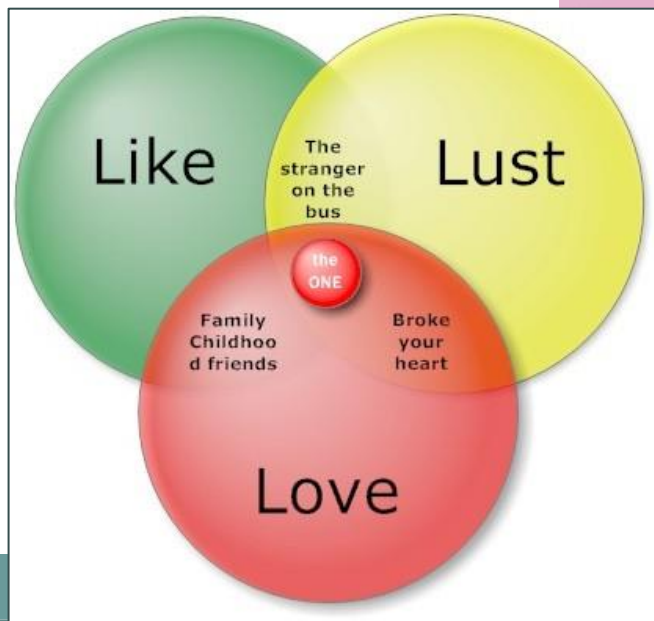 Like
Lust
The
stranger
on the
bus
the
ONE
Family
Childhoo
d friends
Broke
your
heart
Love